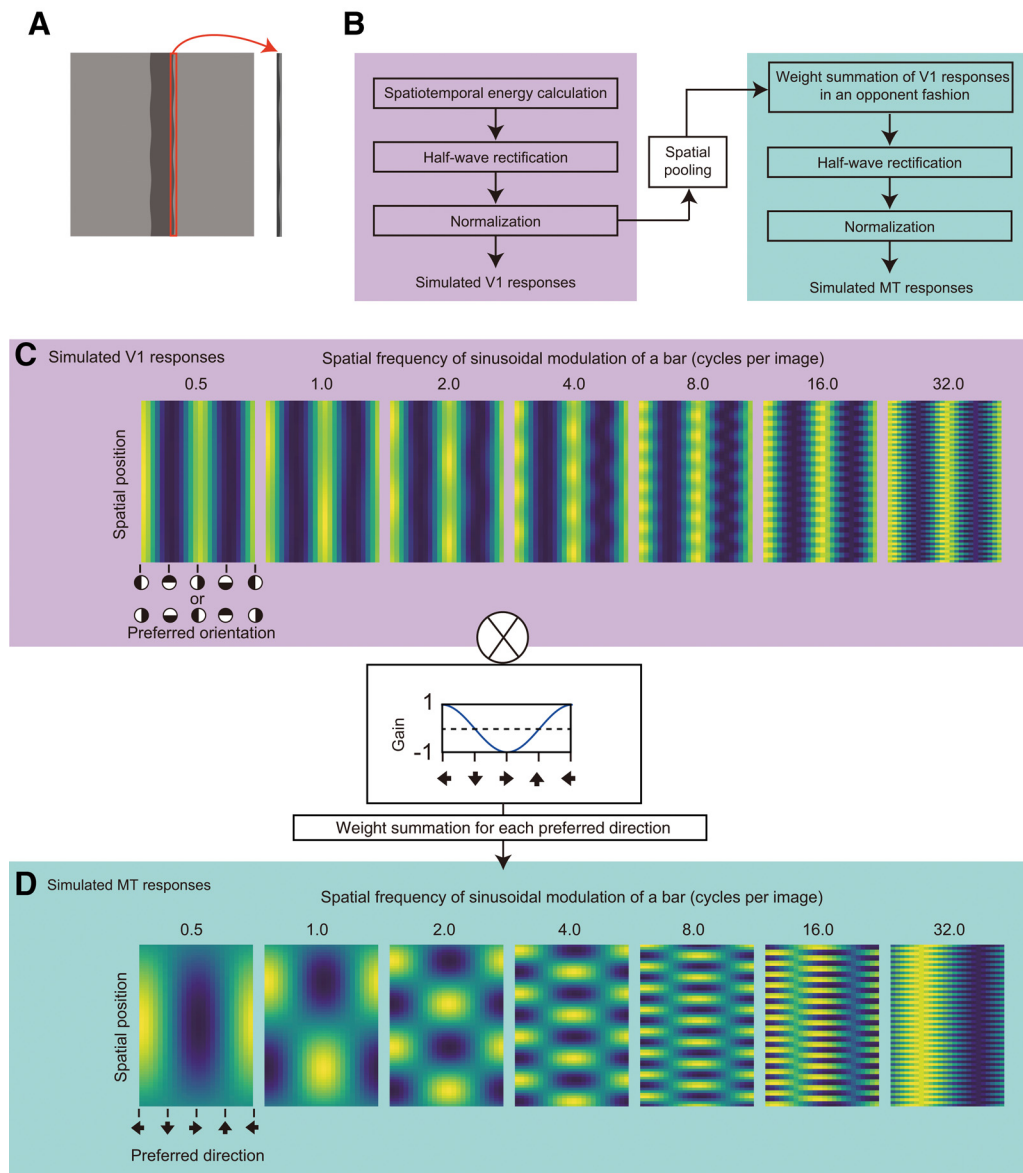 A
B
Spatiotemporal energy calculation
Half-wave rectification
Normalization
Simulated V1 responses
Spatial
pooling
Weight summation of V1 responses
in an opponent fashion
Half-wave rectification
Normalization
Simulated MT responses
C Simulated V1 responses
Spatial frequency of sinusoidal modulation of a bar (cycles per image)
0.5 1.0 2.0 4.0 8.0 16.0 32.0
Spatial position
or
Preferred orientation
1
Gain
-1
Weight summation for each preferred direction
D Simulated MT responses
Spatial frequency of sinusoidal modulation of a bar (cycles per image)
0.5 1.0 2.0 4.0 8.0 16.0 32.0
Spatial position
Preferred direction